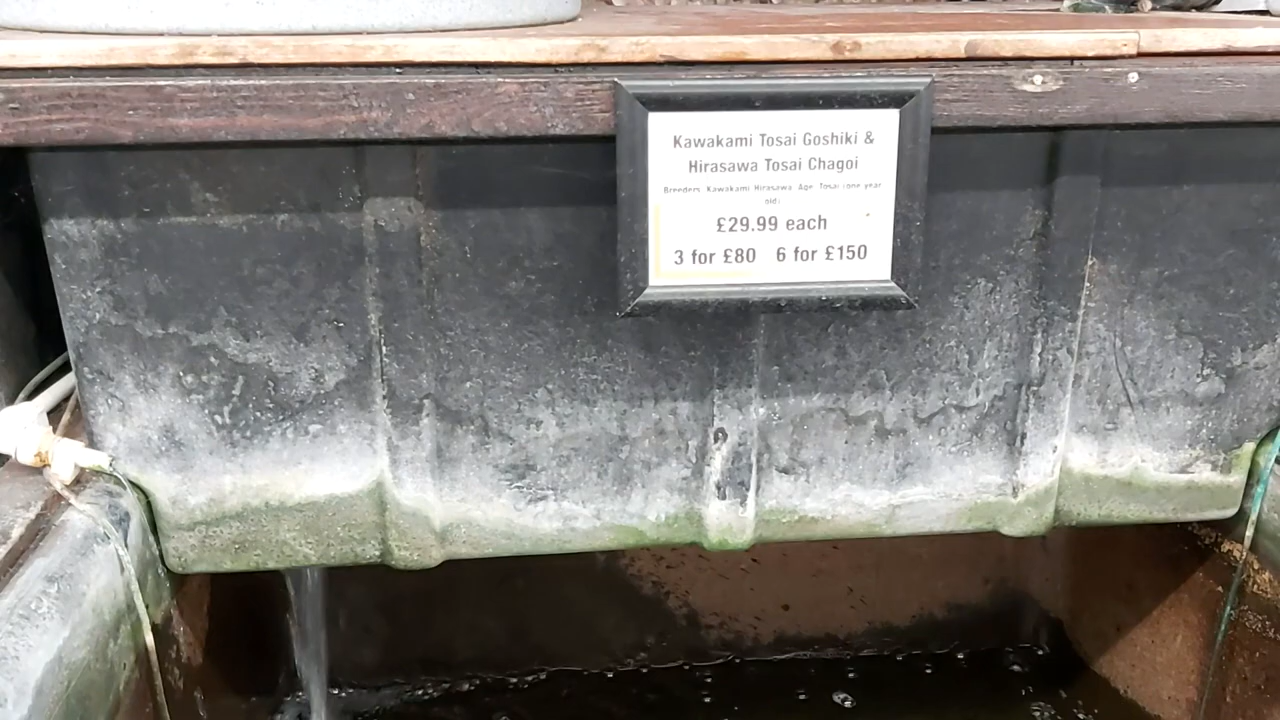 Kawakami Tosai Goshiki &
Hirasawa Tosai Chagoi
Breeders: Kawakami Hirasawa Age: Tosai (one year
old)
£29.99 each
3 for £80 6 for £150